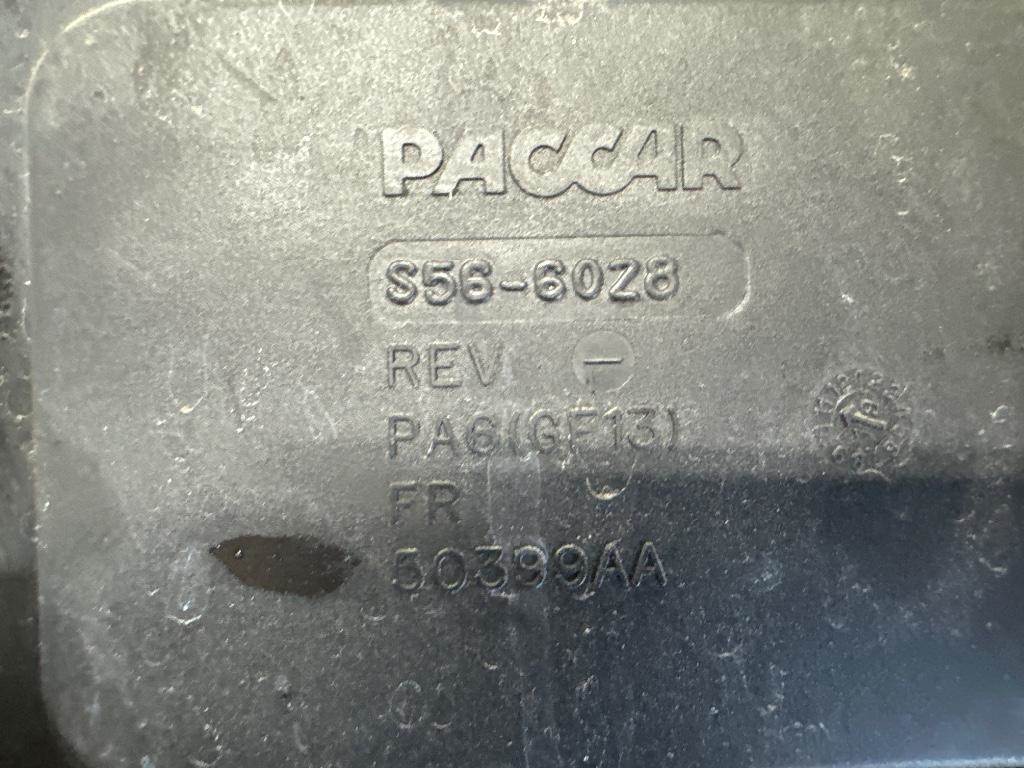 PACCAR
S56-6028
REV –
PA6(GF13)
FR
50399AA